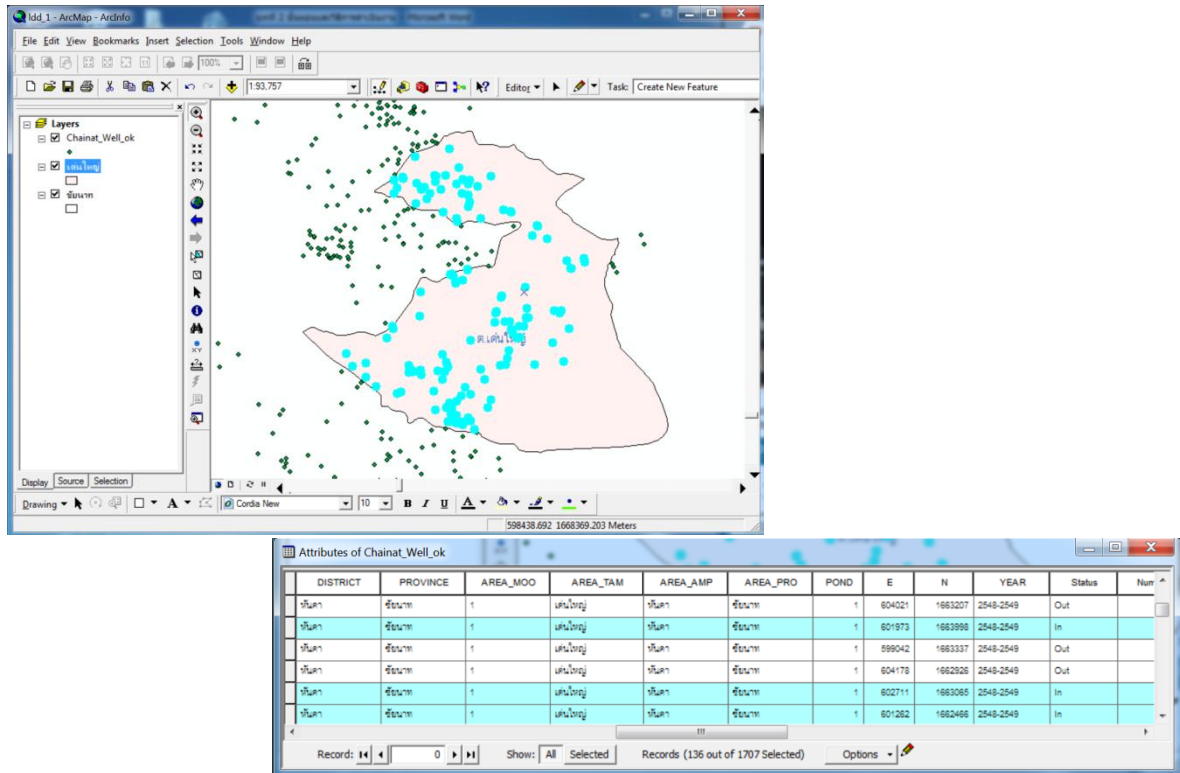 ldd_1 - ArcMap - ArcInfo
File Edit View Bookmarks Insert Selection Tools Window Help
100%
1:93,757 Editor Task: Create New Feature
Layers
Chainat_Well_ok
เด่นใหญ่
ชัยนาท
ต.เด่นใหญ่
Display Source Selection
Drawing A Cordia New 10 B I U A
598438.692 1668369.203 Meters
Attributes of Chainat_Well_ok
DISTRICT PROVINCE AREA_MOO AREA_TAM AREA_AMP AREA_PRO POND E N YEAR Status Num
หันคา ชัยนาท 1 เด่นใหญ่ หันคา ชัยนาท 1 604021 1663207 2548-2549 Out
หันคา ชัยนาท 1 เด่นใหญ่ หันคา ชัยนาท 1 601973 1663998 2548-2549 In
หันคา ชัยนาท 1 เด่นใหญ่ หันคา ชัยนาท 1 599042 1663337 2548-2549 Out
หันคา ชัยนาท 1 เด่นใหญ่ หันคา ชัยนาท 1 604178 1662926 2548-2549 Out
หันคา ชัยนาท 1 เด่นใหญ่ หันคา ชัยนาท 1 602711 1663065 2548-2549 In
หันคา ชัยนาท 1 เด่นใหญ่ หันคา ชัยนาท 1 601262 1662466 2548-2549 In
Record: 0 Show: All Selected Records (136 out of 1707 Selected) Options